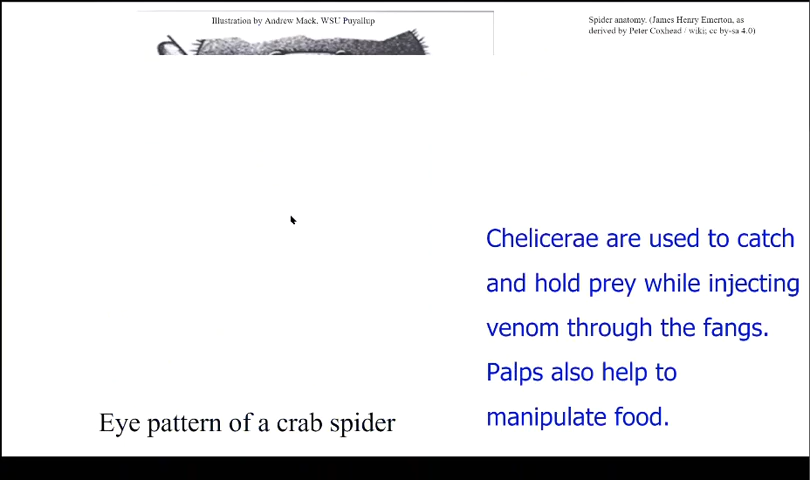 Illustration by Andrew Mack, WSU Puyallup
Spider anatomy. (James Henry Emerton, as
derived by Peter Coxhead / wiki; cc by-sa 4.0)
Chelicerae are used to catch
and hold prey while injecting
venom through the fangs.
Palps also help to
manipulate food.
Eye pattern of a crab spider